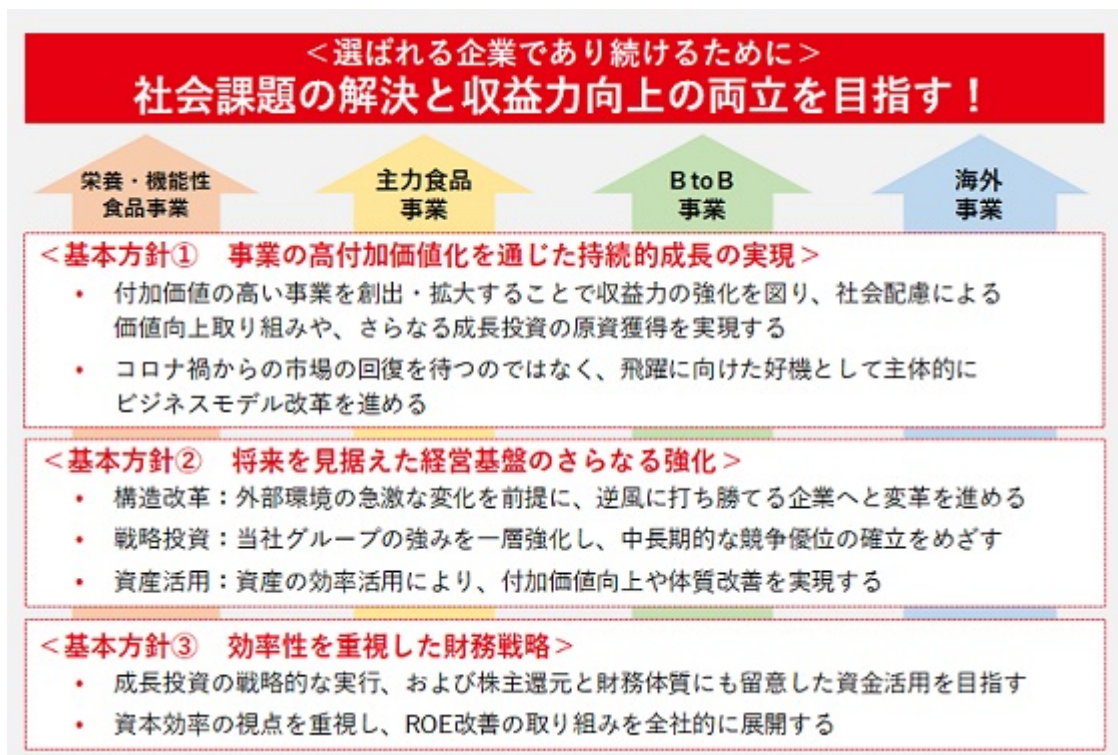 ＜選ばれる企業であり続けるために＞
社会課題の解決と収益力向上の両立を目指す！
栄養・機能性
食品事業
主力食品
事業
B to B
事業
海外
事業
＜基本方針①　事業の高付加価値化を通じた持続的成長の実現＞
• 付加価値の高い事業を創出・拡大することで収益力の強化を図り、社会配慮による
価値向上取り組みや、さらなる成長投資の原資獲得を実現する
• コロナ禍からの市場の回復を待つのではなく、飛躍に向けた好機として主体的に
ビジネスモデル改革を進める
＜基本方針②　将来を見据えた経営基盤のさらなる強化＞
• 構造改革：外部環境の急激な変化を前提に、逆風に打ち勝てる企業へと変革を進める
• 戦略投資：当社グループの強みを一層強化し、中長期的な競争優位の確立をめざす
• 資産活用：資産の効率活用により、付加価値向上や体質改善を実現する
＜基本方針③　効率性を重視した財務戦略＞
• 成長投資の戦略的な実行、および株主還元と財務体質にも留意した資金活用を目指す
• 資本効率の視点を重視し、ROE改善の取り組みを全社的に展開する